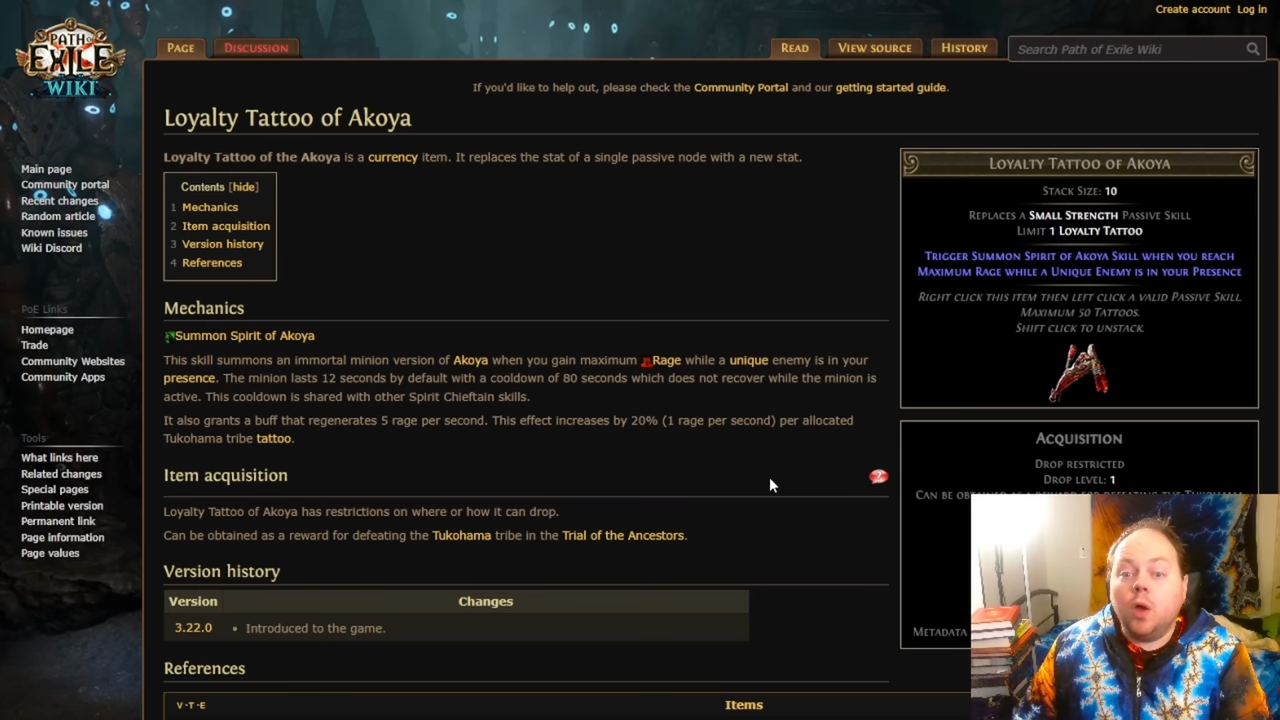 Create account Log in
PATH OF
EXILE
WIKI
PAGE DISCUSSION READ VIEW SOURCE HISTORY Search Path of Exile Wiki
If you'd like to help out, please check the Community Portal and our getting started guide.
Loyalty Tattoo of Akoya
Loyalty Tattoo of the Akoya is a currency item. It replaces the stat of a single passive node with a new stat.
Contents [hide]
1 Mechanics
2 Item acquisition
3 Version history
4 References
Mechanics
Summon Spirit of Akoya
This skill summons an immortal minion version of Akoya when you gain maximum Rage while a unique enemy is in your
presence. The minion lasts 12 seconds by default with a cooldown of 80 seconds which does not recover while the minion is
active. This cooldown is shared with other Spirit Chieftain skills.
It also grants a buff that regenerates 5 rage per second. This effect increases by 20% (1 rage per second) per allocated
Tukohama tribe tattoo.
Item acquisition
Loyalty Tattoo of Akoya has restrictions on where or how it can drop.
Can be obtained as a reward for defeating the Tukohama tribe in the Trial of the Ancestors.
Version history
Version Changes
3.22.0 • Introduced to the game.
References
V · T · E Items
Main page
Community portal
Recent changes
Random article
Known issues
Wiki Discord
PoE Links
Homepage
Trade
Community Websites
Community Apps
Tools
What links here
Related changes
Special pages
Printable version
Permanent link
Page information
Page values
LOYALTY TATTOO OF AKOYA
STACK SIZE: 10
REPLACES A SMALL STRENGTH PASSIVE SKILL
LIMIT 1 LOYALTY TATTOO
TRIGGER SUMMON SPIRIT OF AKOYA SKILL WHEN YOU REACH
MAXIMUM RAGE WHILE A UNIQUE ENEMY IS IN YOUR PRESENCE
RIGHT CLICK THIS ITEM THEN LEFT CLICK A VALID PASSIVE SKILL.
MAXIMUM 50 TATTOOS.
SHIFT CLICK TO UNSTACK.
ACQUISITION
DROP RESTRICTED
DROP LEVEL: 1
METADATA